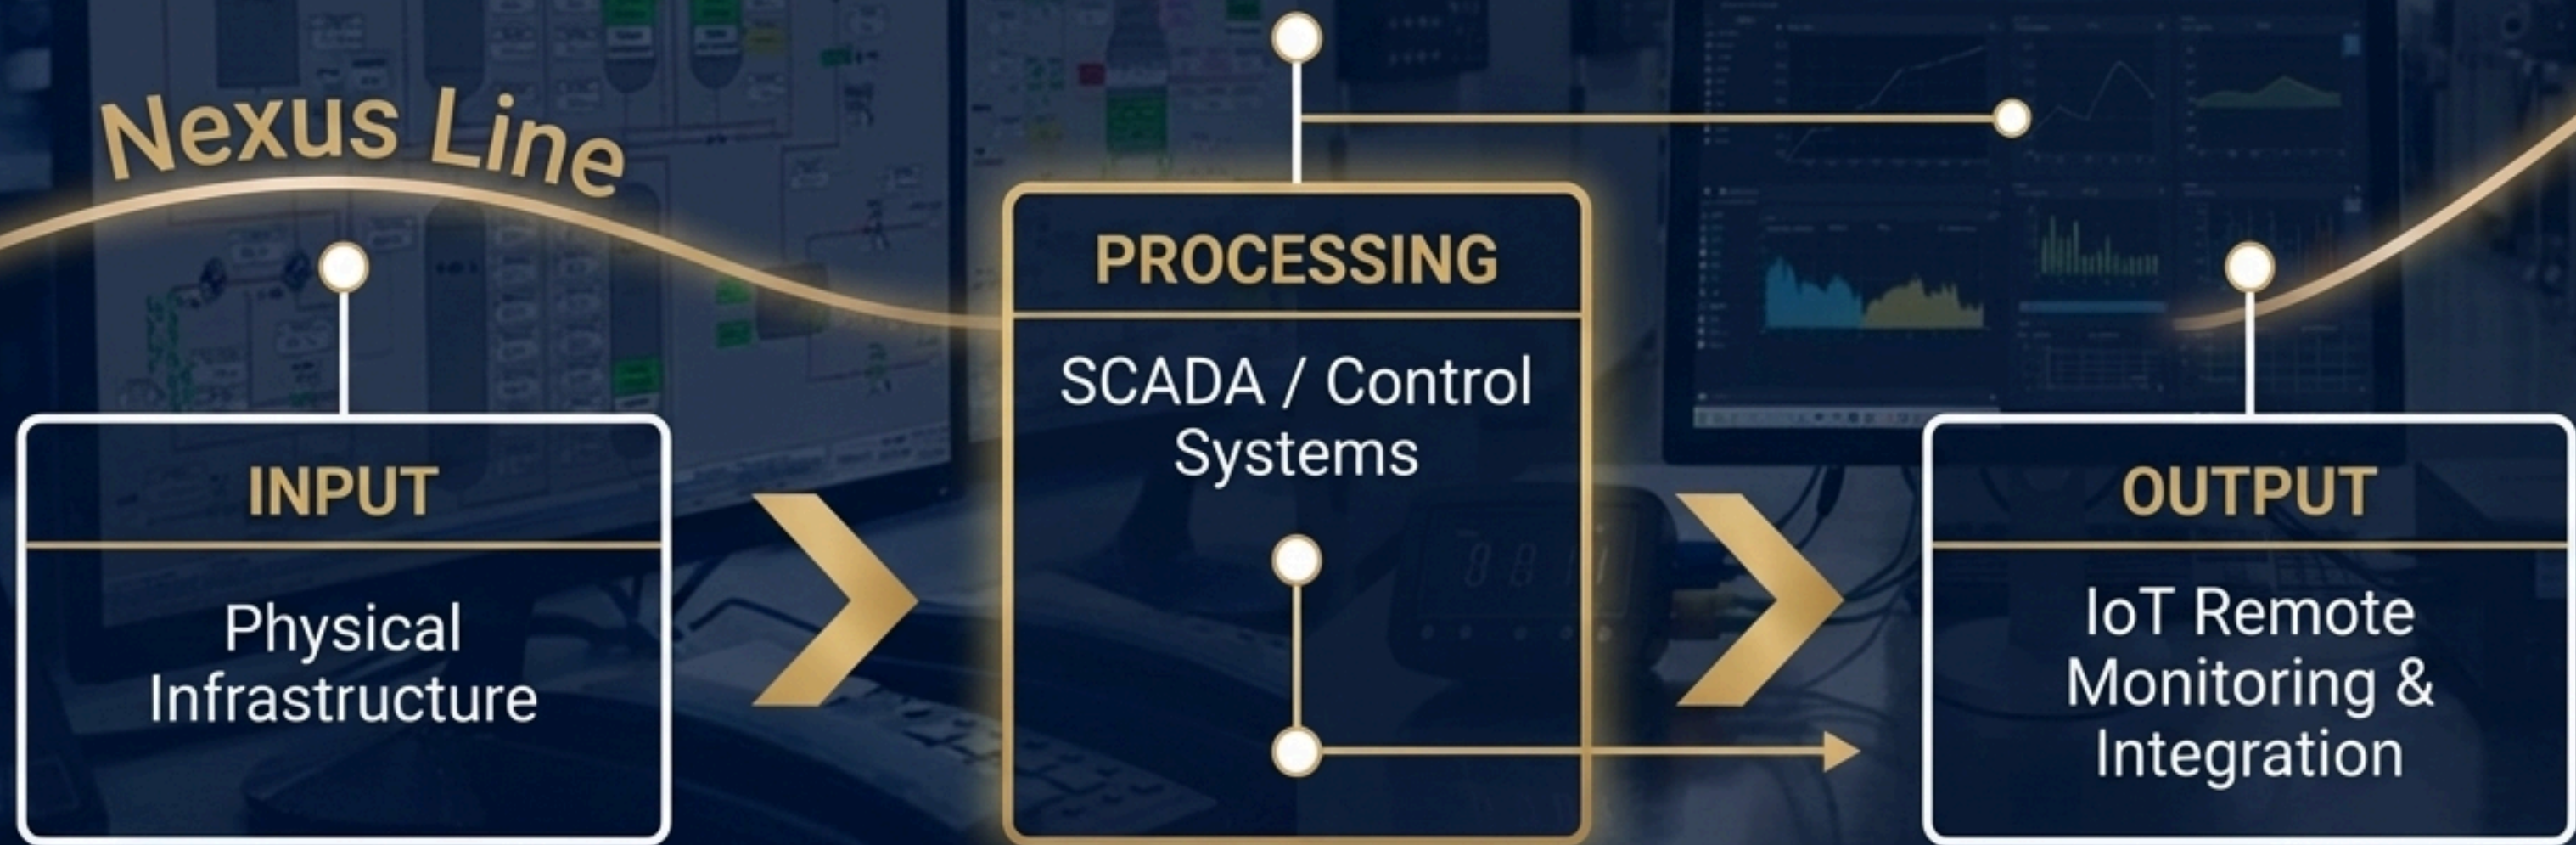 Nexus Line
PROCESSING
SCADA / Control
Systems
INPUT
Physical
Infrastructure
OUTPUT
IoT Remote
Monitoring &
Integration